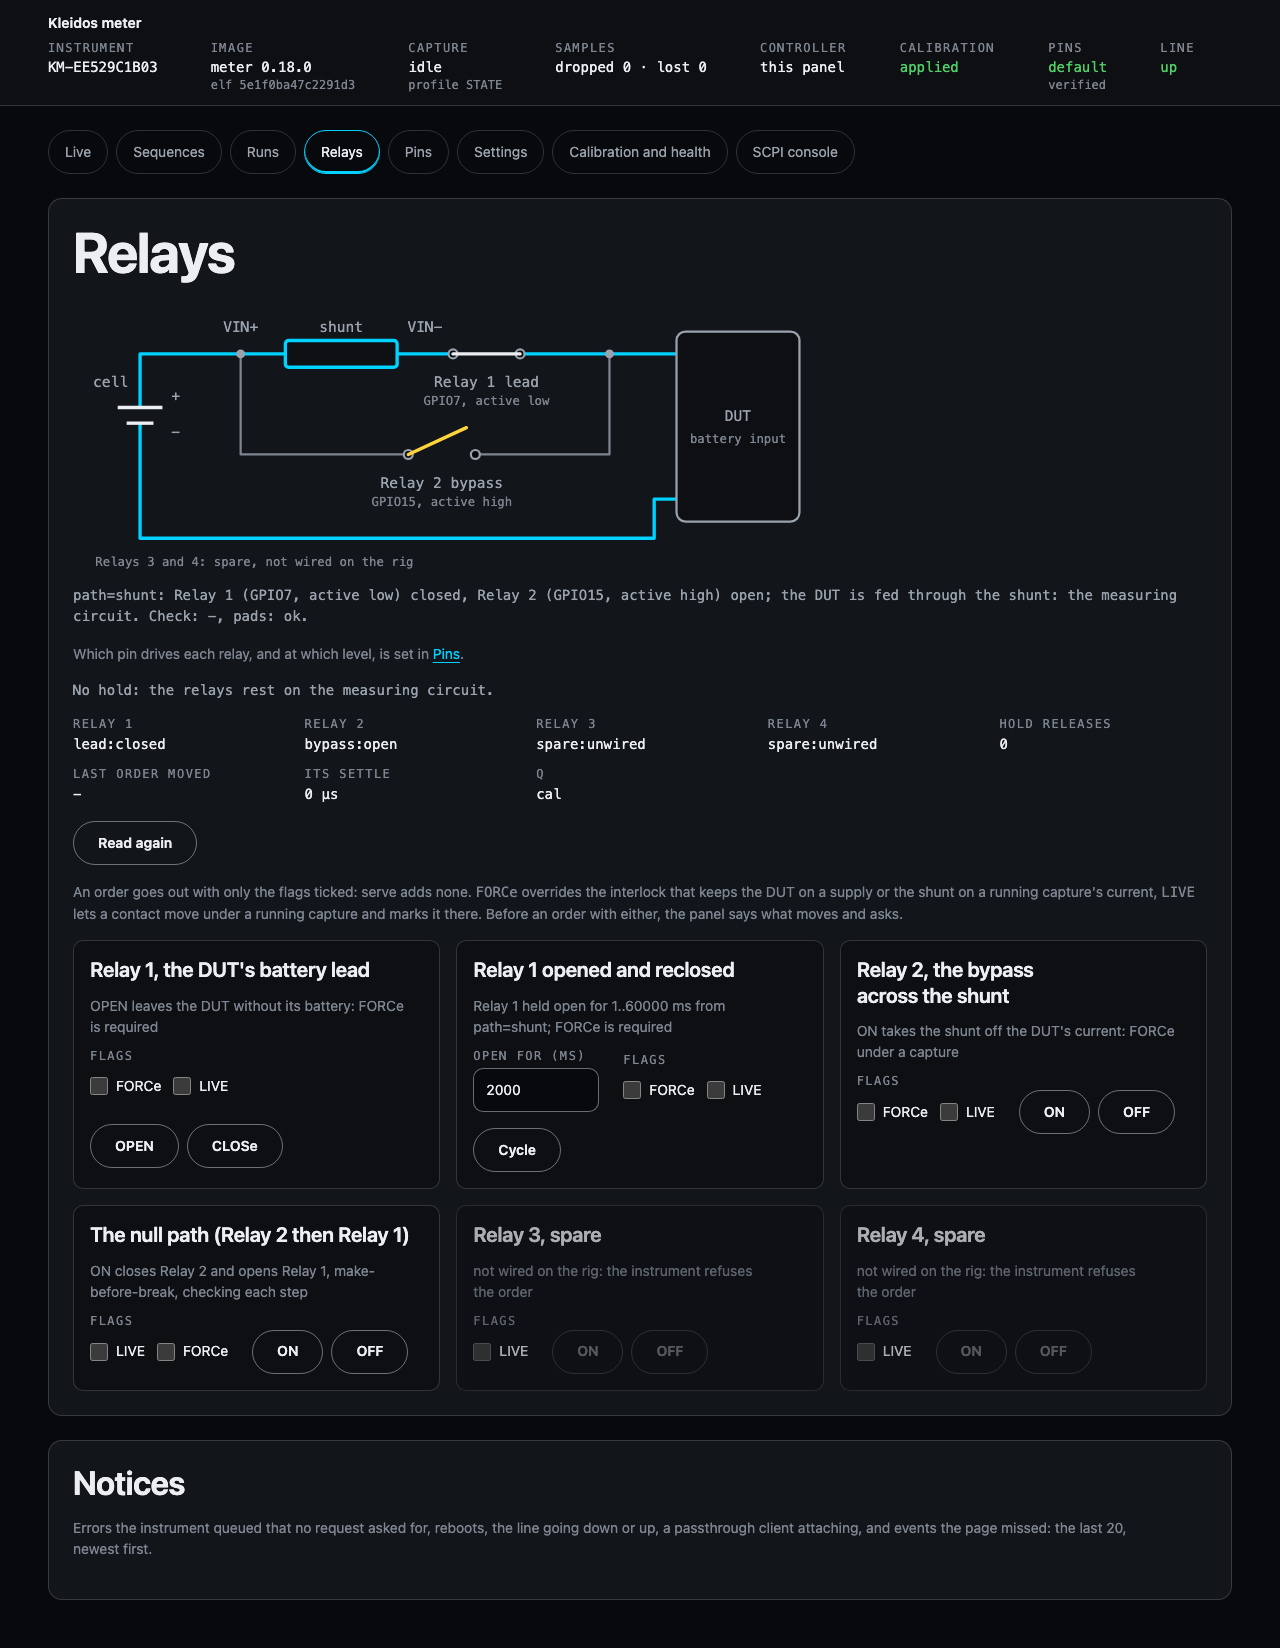 Kleidos meter
INSTRUMENT
KM-EE529C1B03
IMAGE
meter 0.18.0
elf 5e1f0ba47c2291d3
CAPTURE
idle
profile STATE
SAMPLES
dropped 0 · lost 0
CONTROLLER
this panel
CALIBRATION
applied
PINS
default
verified
LINE
up
Live
Sequences
Runs
Relays
Pins
Settings
Calibration and health
SCPI console
Relays
VIN+
shunt
VIN−
cell
+
−
Relay 1 lead
GPIO7, active low
DUT
battery input
Relay 2 bypass
GPIO15, active high
Relays 3 and 4: spare, not wired on the rig
path=shunt: Relay 1 (GPIO7, active low) closed, Relay 2 (GPIO15, active high) open; the DUT is fed through the shunt: the measuring
circuit. Check: –, pads: ok.
Which pin drives each relay, and at which level, is set in Pins.
No hold: the relays rest on the measuring circuit.
RELAY 1
lead:closed
RELAY 2
bypass:open
RELAY 3
spare:unwired
RELAY 4
spare:unwired
HOLD RELEASES
0
LAST ORDER MOVED
–
ITS SETTLE
0 µs
Q
cal
Read again
An order goes out with only the flags ticked: serve adds none. FORCe overrides the interlock that keeps the DUT on a supply or the shunt on a running capture's current, LIVE
lets a contact move under a running capture and marks it there. Before an order with either, the panel says what moves and asks.
Relay 1, the DUT's battery lead
OPEN leaves the DUT without its battery: FORCe
is required
FLAGS
FORCe
LIVE
OPEN
CLOSe
Relay 1 opened and reclosed
Relay 1 held open for 1..60000 ms from
path=shunt; FORCe is required
OPEN FOR (MS)
2000
FLAGS
FORCe
LIVE
Cycle
Relay 2, the bypass
across the shunt
ON takes the shunt off the DUT's current: FORCe
under a capture
FLAGS
FORCe
LIVE
ON
OFF
The null path (Relay 2 then Relay 1)
ON closes Relay 2 and opens Relay 1, make-
before-break, checking each step
FLAGS
LIVE
FORCe
ON
OFF
Relay 3, spare
not wired on the rig: the instrument refuses
the order
FLAGS
LIVE
ON
OFF
Relay 4, spare
not wired on the rig: the instrument refuses
the order
FLAGS
LIVE
ON
OFF
Notices
Errors the instrument queued that no request asked for, reboots, the line going down or up, a passthrough client attaching, and events the page missed: the last 20,
newest first.